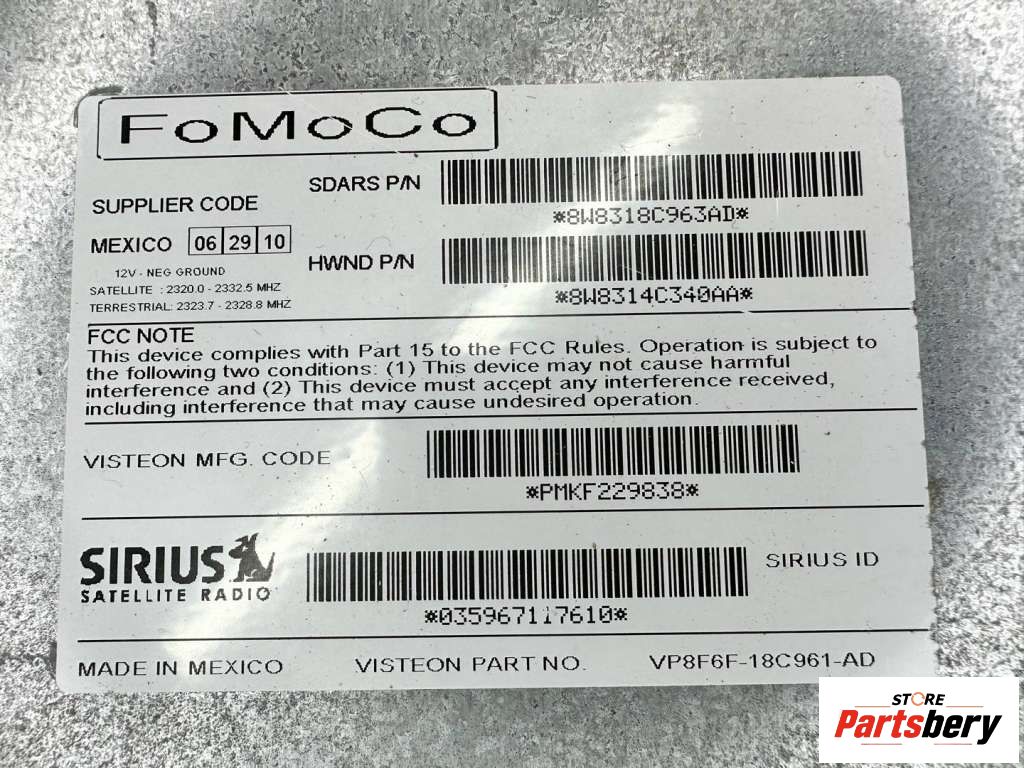 FoMoCo
SDARS P/N
*8W8318C963AD*
SUPPLIER CODE
MEXICO 06 29 10
HWND P/N
*8W8314C340AA*
12V - NEG GROUND
SATELLITE : 2320.0 - 2332.5 MHZ
TERRESTRIAL: 2323.7 - 2328.8 MHZ
FCC NOTE
This device complies with Part 15 to the FCC Rules. Operation is subject to
the following two conditions: (1) This device may not cause harmful
interference and (2) This device must accept any interference received,
including interference that may cause undesired operation.
VISTEON MFG. CODE
*PMKF229838*
SIRIUS
SATELLITE RADIO
SIRIUS ID
*035967117610*
MADE IN MEXICO VISTEON PART NO. VP8F6F-18C961-AD
STORE
Partsbery